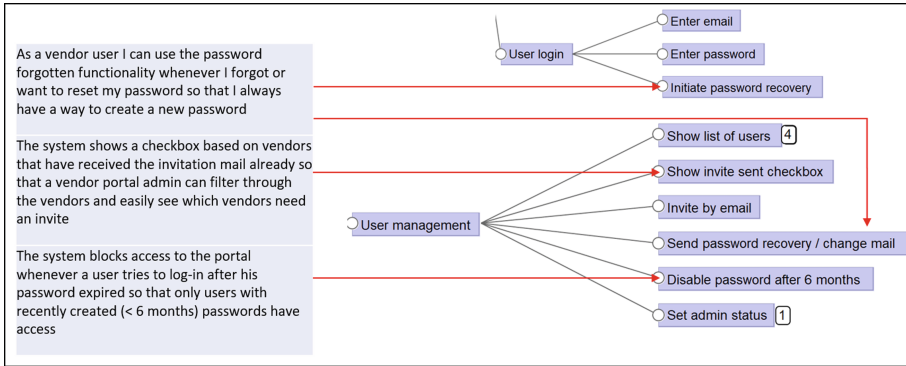 As a vendor user I can use the password
forgotten functionality whenever I forgot or
want to reset my password so that I always
have a way to create a new password
The system shows a checkbox based on vendors
that have received the invitation mail already so
that a vendor portal admin can filter through
the vendors and easily see which vendors need
an invite
The system blocks access to the portal
whenever a user tries to log-in after his
password expired so that only users with
recently created (< 6 months) passwords have
access
User login
Enter email
Enter password
Initiate password recovery
User management
Show list of users 4
Show invite sent checkbox
Invite by email
Send password recovery / change mail
Disable password after 6 months
Set admin status 1